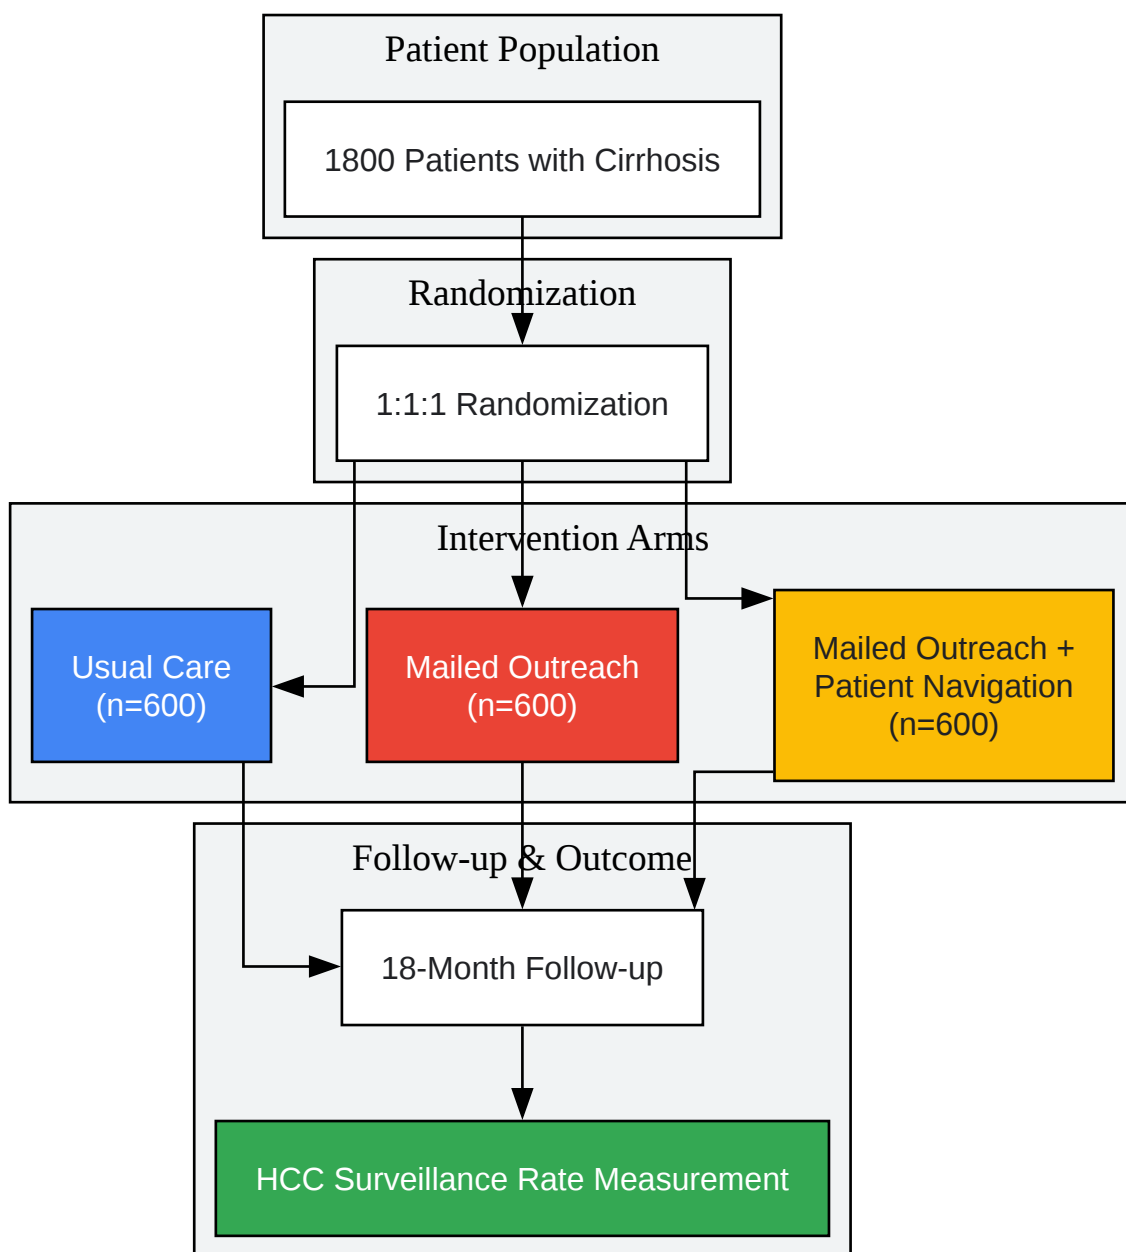 Patient Population
1800 Patients with Cirrhosis
Randomization
1:1:1 Randomization
Intervention Arms
Usual Care
(n=600)
Mailed Outreach
(n=600)
Mailed Outreach +
Patient Navigation
(n=600)
Follow-up & Outcome
18-Month Follow-up
HCC Surveillance Rate Measurement